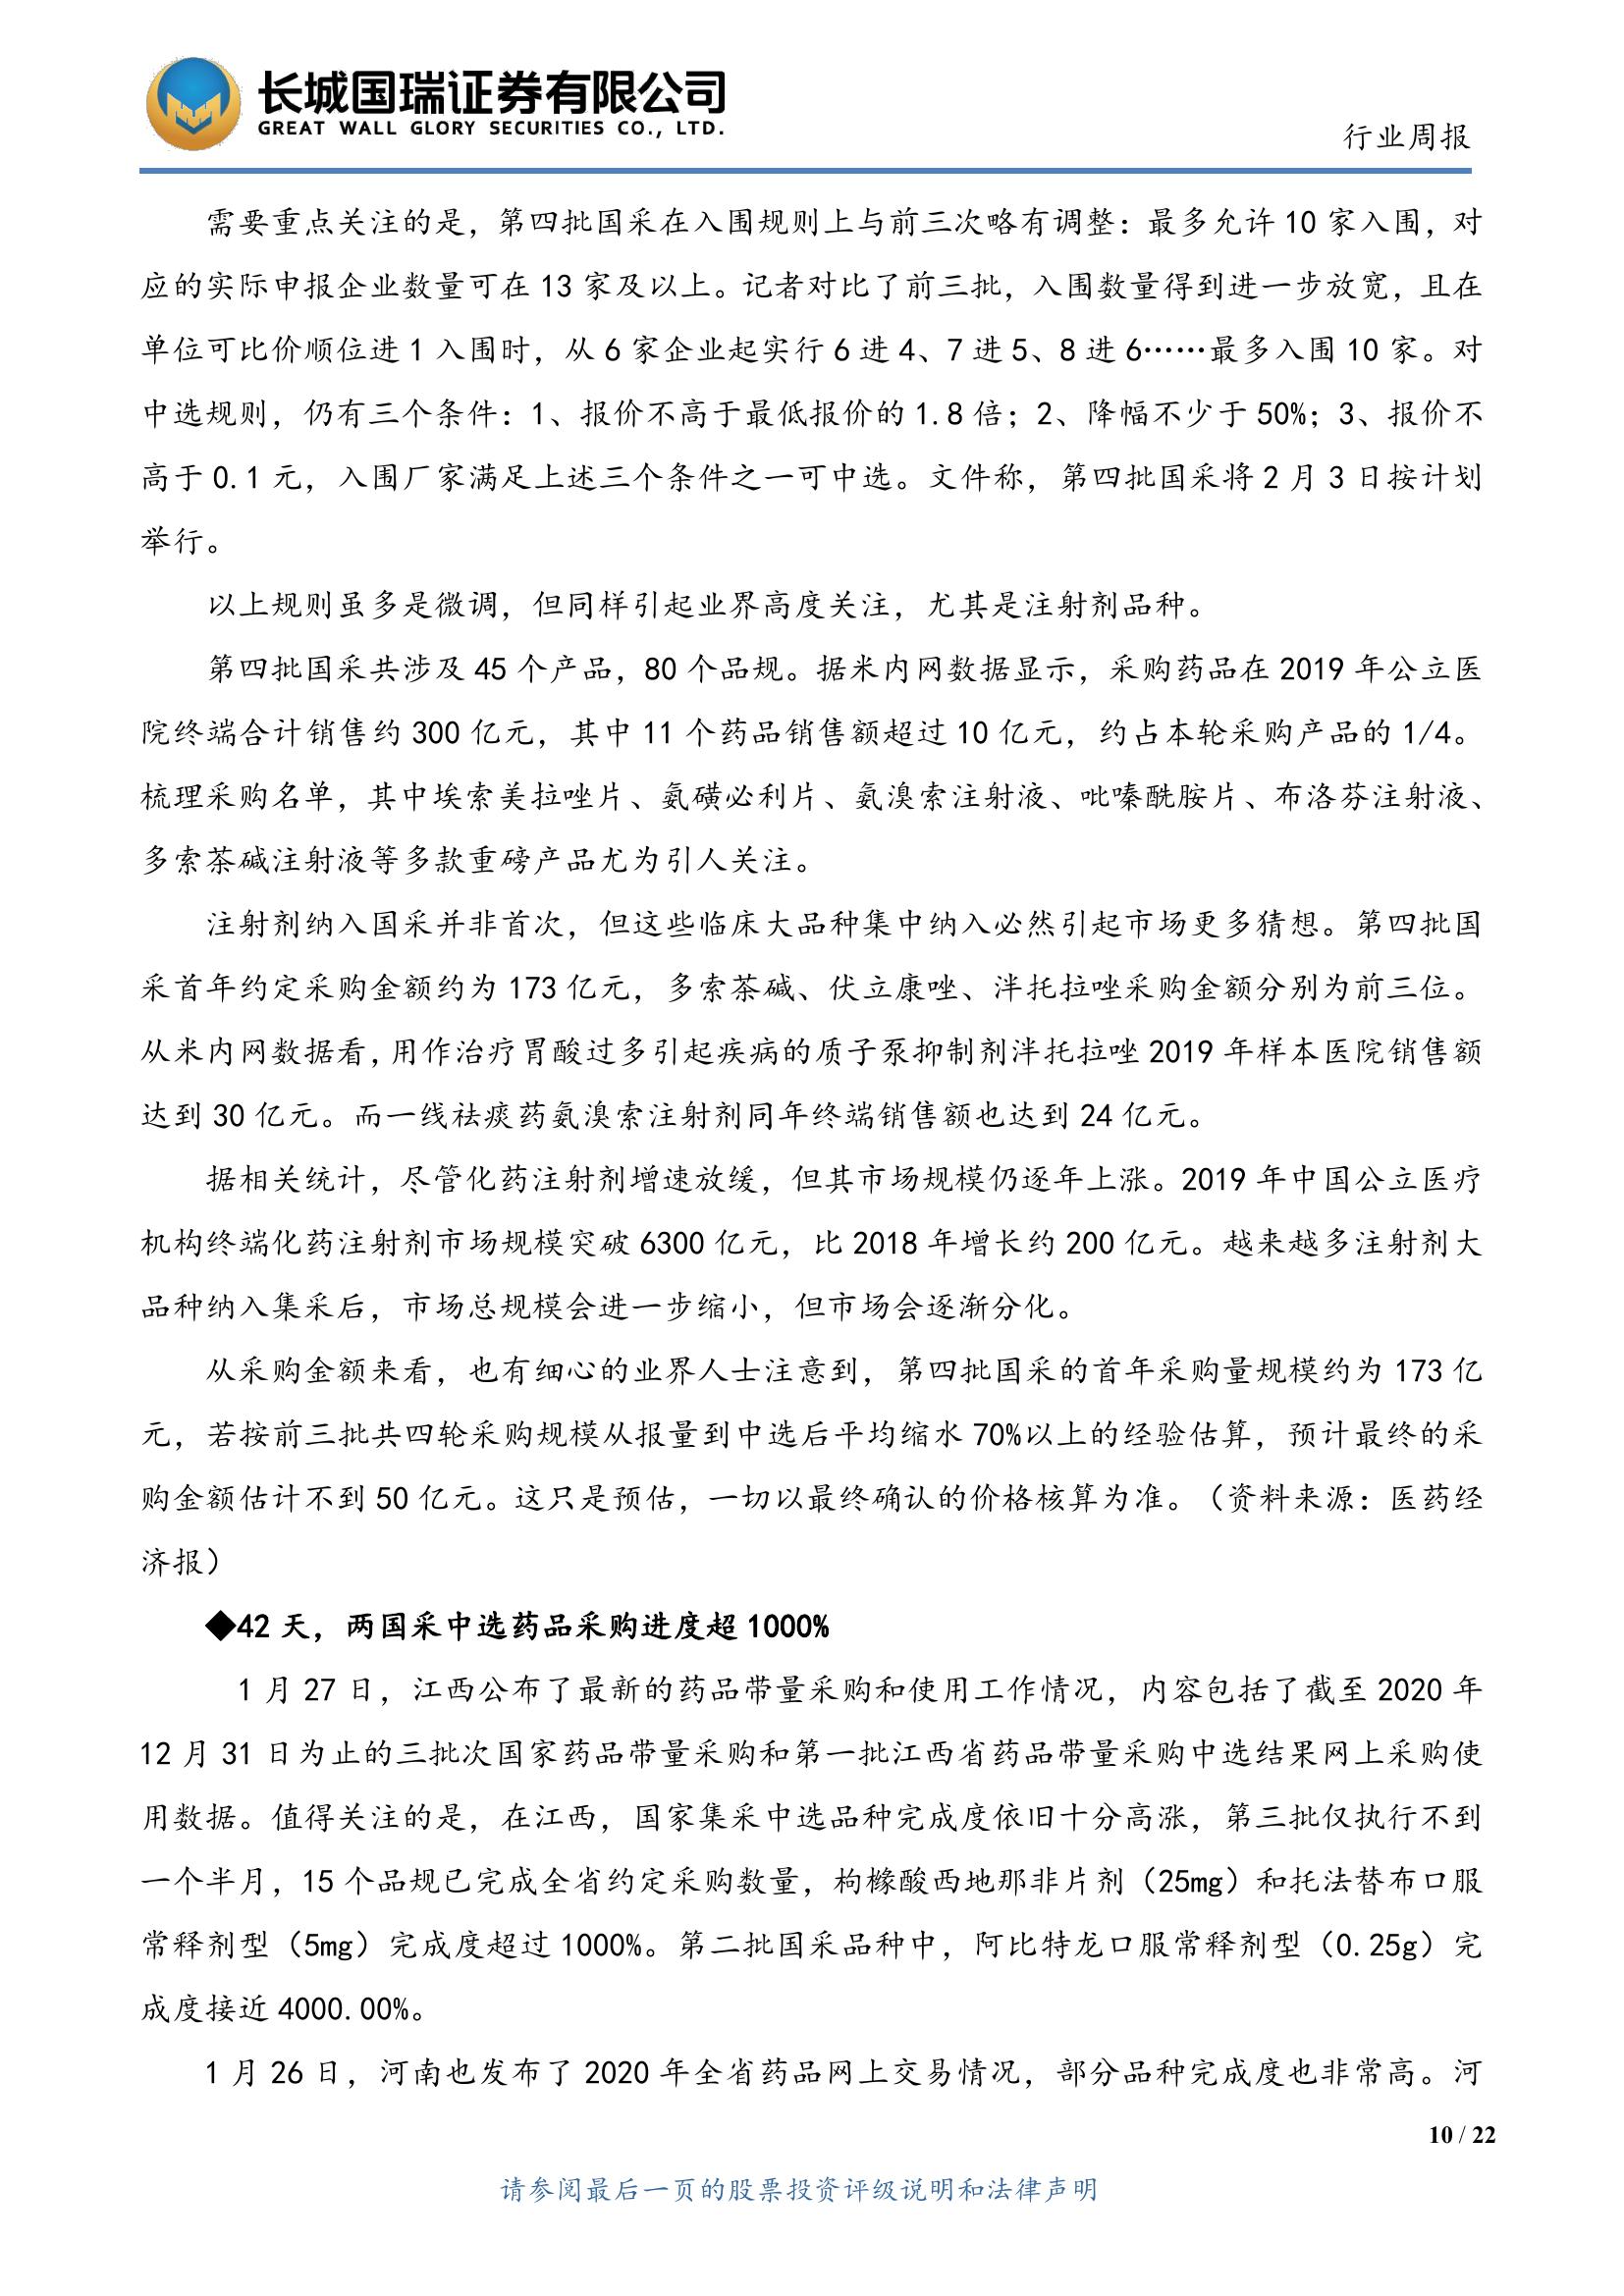 长城国瑞证券有限公司
GREAT WALL GLORY SECURITIES CO., LTD.
行业周报
需要重点关注的是，第四批国采在入围规则上与前三次略有调整：最多允许 10 家入围，对
应的实际申报企业数量可在 13 家及以上。记者对比了前三批，入围数量得到进一步放宽，且在
单位可比价顺位进 1 入围时，从 6 家企业起实行 6 进 4、7 进 5、8 进 6……最多入围 10 家。对
中选规则，仍有三个条件：1、报价不高于最低报价的 1.8 倍；2、降幅不少于 50%；3、报价不
高于 0.1 元，入围厂家满足上述三个条件之一可中选。文件称，第四批国采将 2 月 3 日按计划
举行。
以上规则虽多是微调，但同样引起业界高度关注，尤其是注射剂品种。
第四批国采共涉及 45 个产品，80 个品规。据米内网数据显示，采购药品在 2019 年公立医
院终端合计销售约 300 亿元，其中 11 个药品销售额超过 10 亿元，约占本轮采购产品的 1/4。
梳理采购名单，其中埃索美拉唑片、氨磺必利片、氨溴索注射液、吡嗪酰胺片、布洛芬注射液、
多索茶碱注射液等多款重磅产品尤为引人关注。
注射剂纳入国采并非首次，但这些临床大品种集中纳入必然引起市场更多猜想。第四批国
采首年约定采购金额约为 173 亿元，多索茶碱、伏立康唑、泮托拉唑采购金额分别为前三位。
从米内网数据看，用作治疗胃酸过多引起疾病的质子泵抑制剂泮托拉唑 2019 年样本医院销售额
达到 30 亿元。而一线祛痰药氨溴索注射剂同年终端销售额也达到 24 亿元。
据相关统计，尽管化药注射剂增速放缓，但其市场规模仍逐年上涨。2019 年中国公立医疗
机构终端化药注射剂市场规模突破 6300 亿元，比 2018 年增长约 200 亿元。越来越多注射剂大
品种纳入集采后，市场总规模会进一步缩小，但市场会逐渐分化。
从采购金额来看，也有细心的业界人士注意到，第四批国采的首年采购量规模约为 173 亿
元，若按前三批共四轮采购规模从报量到中选后平均缩水 70%以上的经验估算，预计最终的采
购金额估计不到 50 亿元。这只是预估，一切以最终确认的价格核算为准。（资料来源：医药经
济报）
◆42 天，两国采中选药品采购进度超 1000%
1 月 27 日，江西公布了最新的药品带量采购和使用工作情况，内容包括了截至 2020 年
12 月 31 日为止的三批次国家药品带量采购和第一批江西省药品带量采购中选结果网上采购使
用数据。值得关注的是，在江西，国家集采中选品种完成度依旧十分高涨，第三批仅执行不到
一个半月，15 个品规已完成全省约定采购数量，枸橼酸西地那非片剂（25mg）和托法替布口服
常释剂型（5mg）完成度超过 1000%。第二批国采品种中，阿比特龙口服常释剂型（0.25g）完
成度接近 4000.00%。
1 月 26 日，河南也发布了 2020 年全省药品网上交易情况，部分品种完成度也非常高。河
10 / 22
请参阅最后一页的股票投资评级说明和法律声明